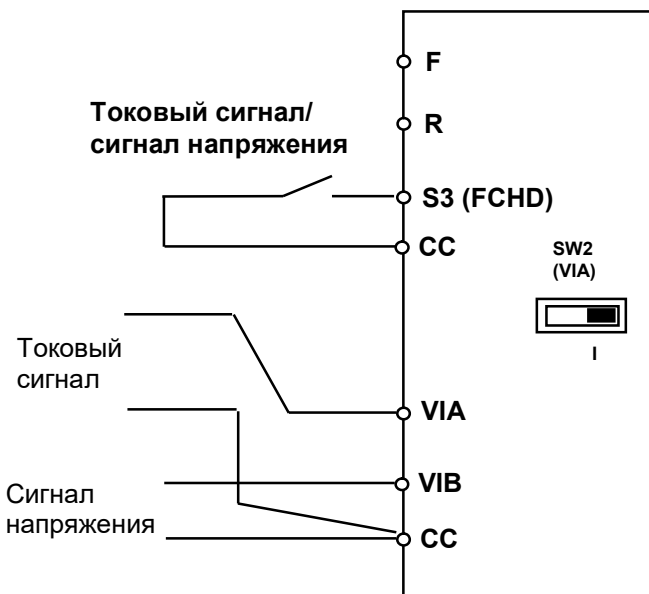 F
R
Токовый сигнал/
сигнал напряжения
S3 (FCHD)
CC
SW2
(VIA)
I
Токовый
сигнал
VIA
VIB
Сигнал
напряжения
CC